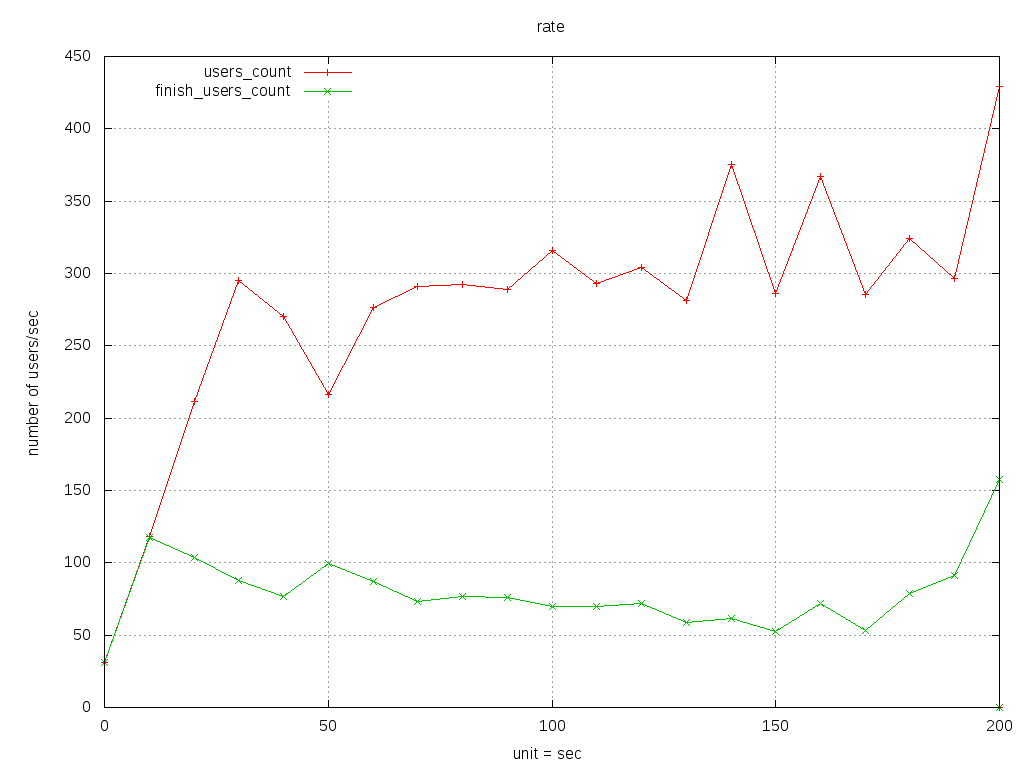 rate
users_count
finish_users_count
450
400
350
300
250
200
150
100
50
0
number of users/sec
0 50 100 150 200
unit = sec